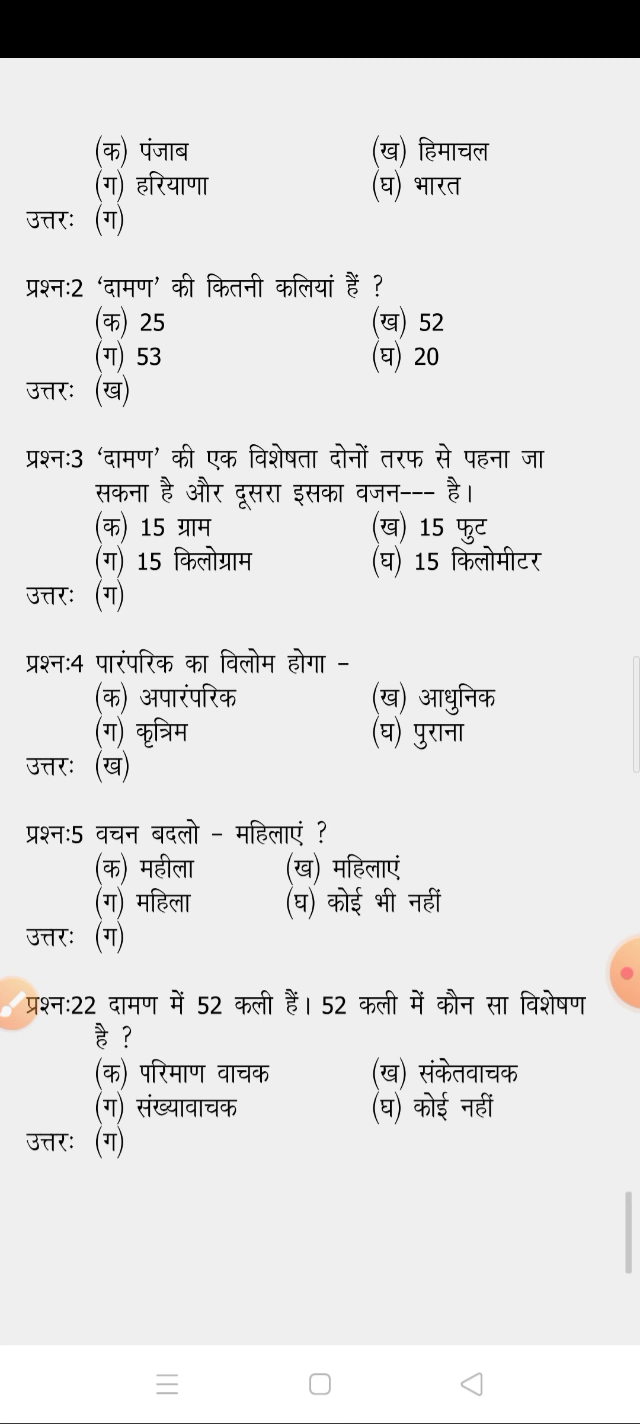 (क) पंजाब (ख) हिमाचल
(ग) हरियाणा (घ) भारत
उत्तरः (ग)
प्रश्नः2 ‘दामण’ की कितनी कलियां हैं ?
(क) 25 (ख) 52
(ग) 53 (घ) 20
उत्तरः (ख)
प्रश्नः3 ‘दामण’ की एक विशेषता दोनों तरफ से पहना जा
सकना है और दूसरा इसका वजन--- है।
(क) 15 ग्राम (ख) 15 फुट
(ग) 15 किलोग्राम (घ) 15 किलोमीटर
उत्तरः (ग)
प्रश्नः4 पारंपरिक का विलोम होगा -
(क) अपारंपरिक (ख) आधुनिक
(ग) कृत्रिम (घ) पुराना
उत्तरः (ख)
प्रश्नः5 वचन बदलो - महिलाएं ?
(क) महीला (ख) महिलाएं
(ग) महिला (घ) कोई भी नहीं
उत्तरः (ग)
प्रश्नः22 दामण में 52 कली हैं। 52 कली में कौन सा विशेषण
है ?
(क) परिमाण वाचक (ख) संकेतवाचक
(ग) संख्यावाचक (घ) कोई नहीं
उत्तरः (ग)